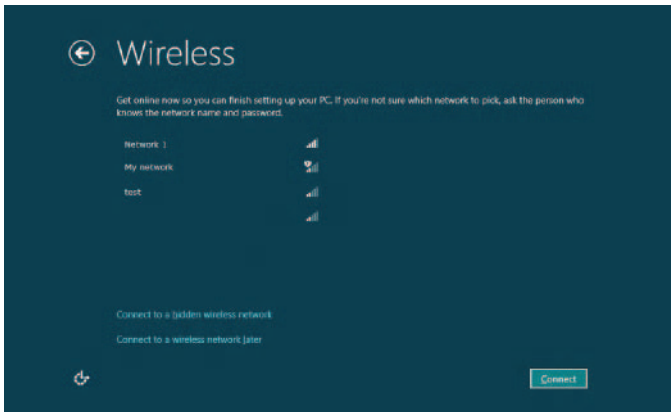 Wireless
Get online now so you can finish setting up your PC. If you're not sure which network to pick, ask the person who
knows the network name and password.
Network 1
My network
test
Connect to a hidden wireless network
Connect to a wireless network later
Connect